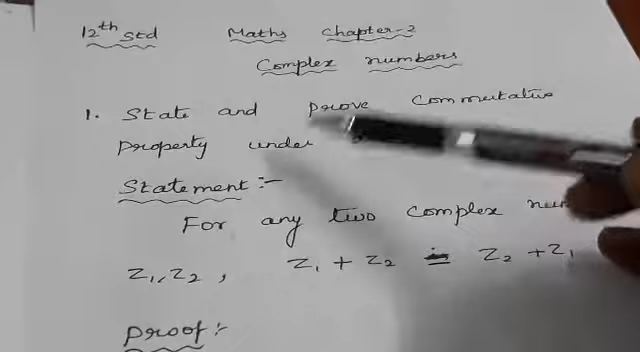 12th Std Maths Chapter-2
Complex numbers
1. State and prove commutative
property under
Statement :-
For any two complex num
Z₁, Z₂ , Z₁ + Z₂ = Z₂ + Z₁
Proof :-